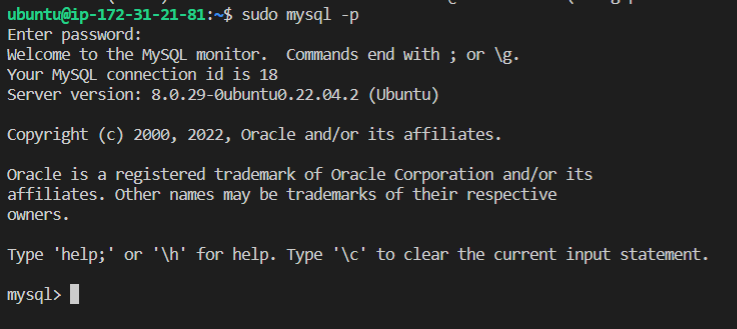 ubuntu@ip-172-31-21-81:~$ sudo mysql -p
Enter password:
Welcome to the MySQL monitor.  Commands end with ; or \g.
Your MySQL connection id is 18
Server version: 8.0.29-0ubuntu0.22.04.2 (Ubuntu)
Copyright (c) 2000, 2022, Oracle and/or its affiliates.
Oracle is a registered trademark of Oracle Corporation and/or its
affiliates. Other names may be trademarks of their respective
owners.
Type 'help;' or '\h' for help. Type '\c' to clear the current input statement.
mysql>